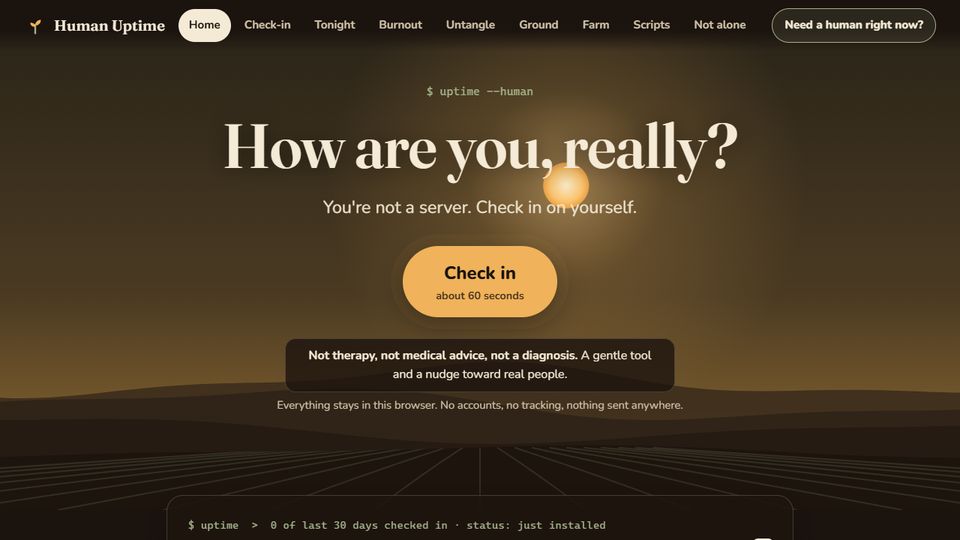 Human Uptime
Home
Check-in
Tonight
Burnout
Untangle
Ground
Farm
Scripts
Not alone
Need a human right now?
$ uptime --human
How are you, really?
You're not a server. Check in on yourself.
Check in
about 60 seconds
Not therapy, not medical advice, not a diagnosis. A gentle tool
and a nudge toward real people.
Everything stays in this browser. No accounts, no tracking, nothing sent anywhere.
$ uptime > 0 of last 30 days checked in · status: just installed